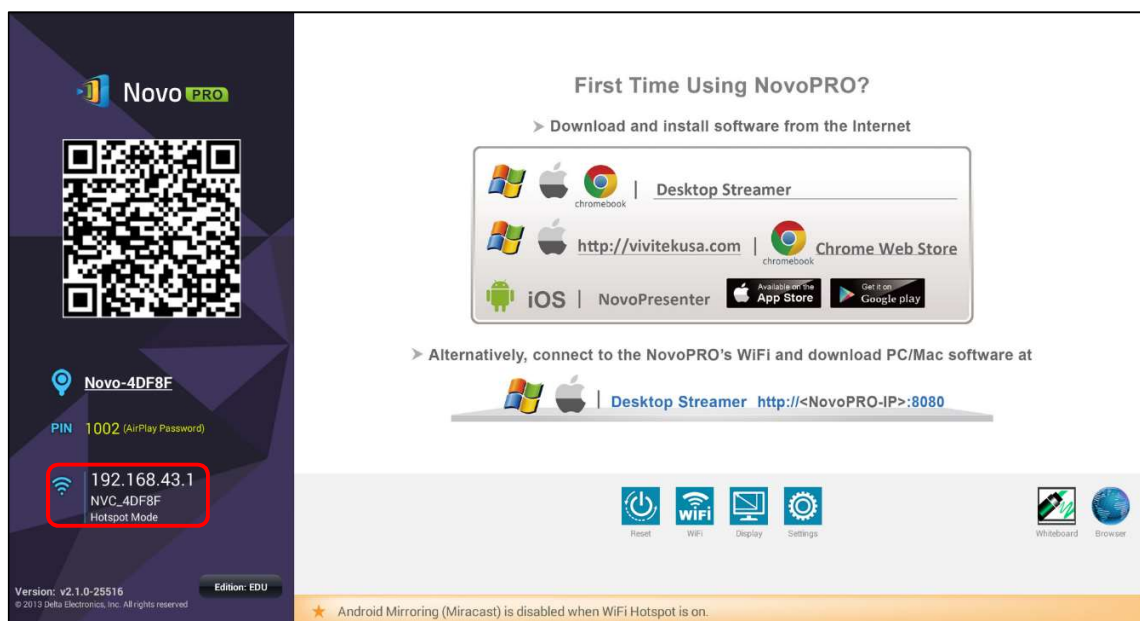 Novo PRO
Novo-4DF8F
PIN 1002 (AirPlay Password)
192.168.43.1
NVC_4DF8F
Hotspot Mode
Version: v2.1.0-25516
Edition: EDU
© 2013 Delta Electronics, Inc. All rights reserved
First Time Using NovoPRO?
➤ Download and install software from the Internet
chromebook | Desktop Streamer
http://vivitekusa.com | chromebook Chrome Web Store
iOS | NovoPresenter Available on the App Store Get it on Google play
➤ Alternatively, connect to the NovoPRO's WiFi and download PC/Mac software at
| Desktop Streamer http://<NovoPRO-IP>:8080
WiFi
Reset WiFi Display Settings Whiteboard Browser
★ Android Mirroring (Miracast) is disabled when WiFi Hotspot is on.